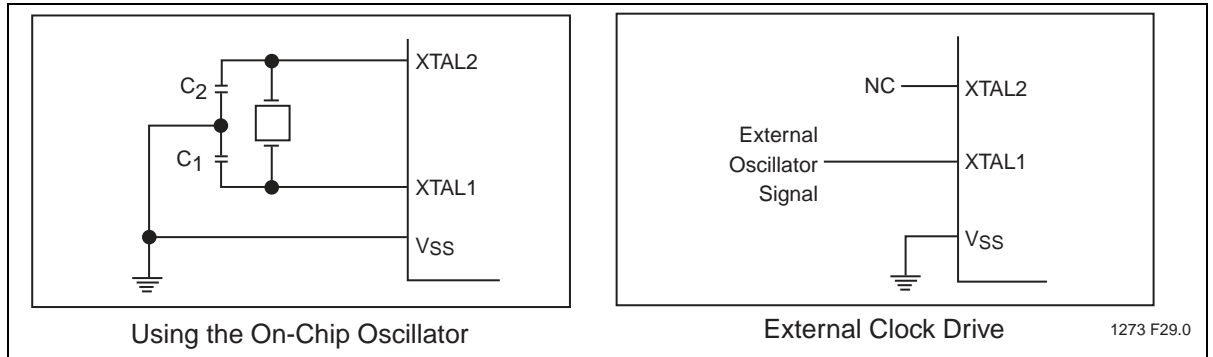 XTAL2
C2
C1
XTAL1
VSS
Using the On-Chip Oscillator
NC
XTAL2
External
Oscillator
Signal
XTAL1
VSS
External Clock Drive
1273 F29.0